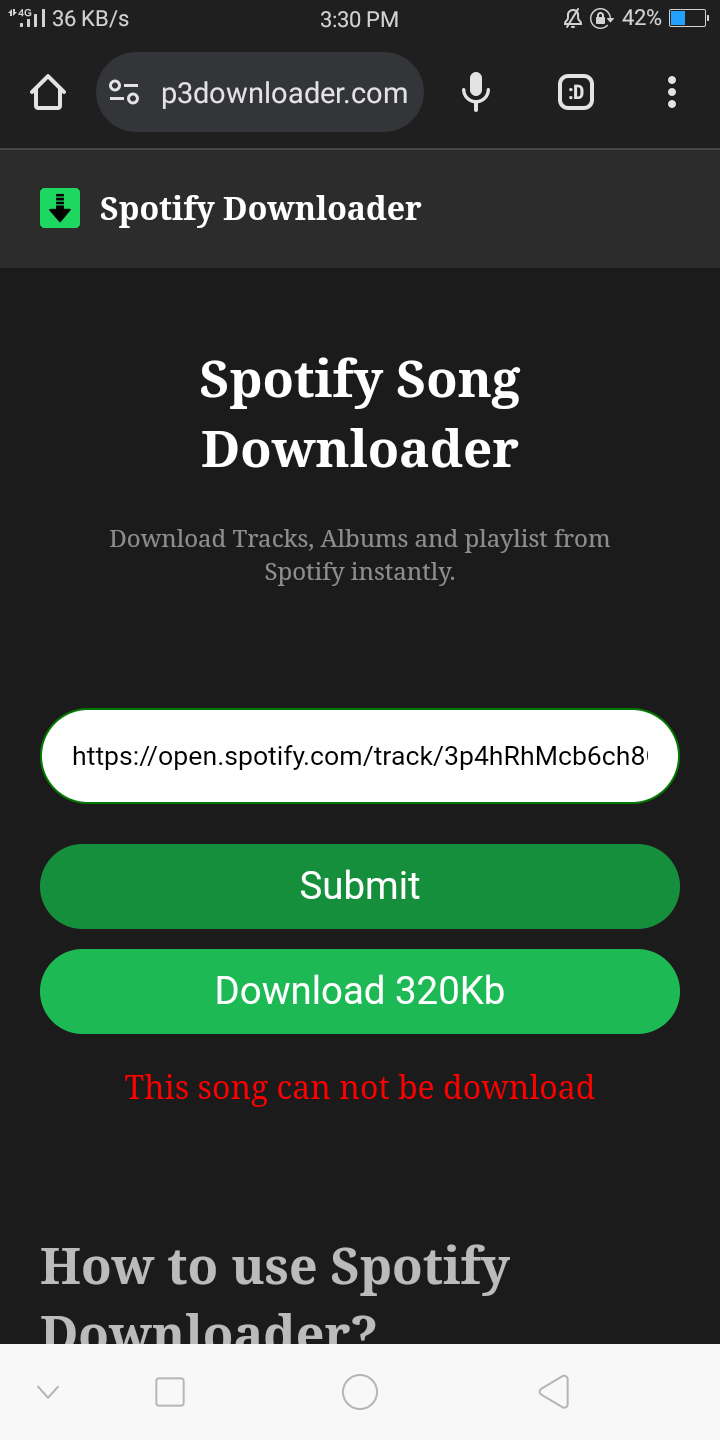 4G 36 KB/s 3:30 PM 42%
p3downloader.com :D
Spotify Downloader
Spotify Song
Downloader
Download Tracks, Albums and playlist from
Spotify instantly.
https://open.spotify.com/track/3p4hRhMcb6ch8
Submit
Download 320Kb
This song can not be download
How to use Spotify
Downloader?